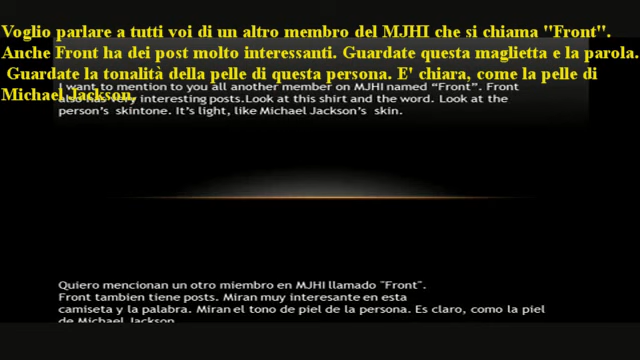 Voglio parlare a tutti voi di un altro membro del MJHI che si chiama "Front".
Anche Front ha dei post molto interessanti. Guardate questa maglietta e la parola.
Guardate la tonalità della pelle di questa persona. E' chiara, come la pelle di
Michael Jackson.
I want to mention to you all another member on MJHI named “Front”. Front
also has very interesting posts.Look at this shirt and the word. Look at the
person’s skintone. It’s light, like Michael Jackson’s skin.
Quiero mencionan un otro miembro en MJHI llamado "Front".
Front tambien tiene posts. Miran muy interesante en esta
camiseta y la palabra. Miran el tono de piel de la persona. Es claro, como la piel
de Michael Jackson